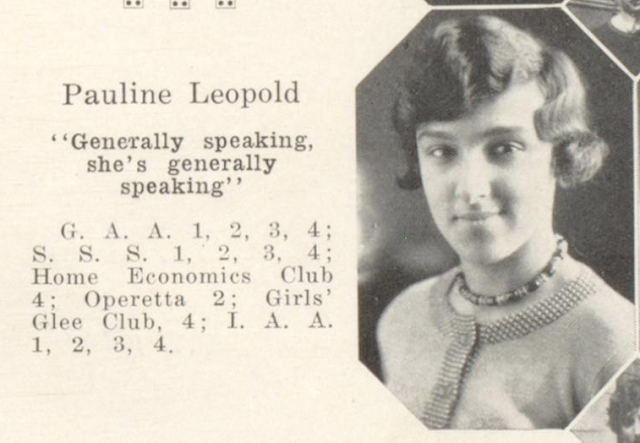 Pauline Leopold
“Generally speaking,
she's generally
speaking”
G. A. A. 1, 2, 3, 4;
S. S. S. 1, 2, 3, 4;
Home Economics Club
4; Operetta 2; Girls'
Glee Club, 4; I. A. A.
1, 2, 3, 4.